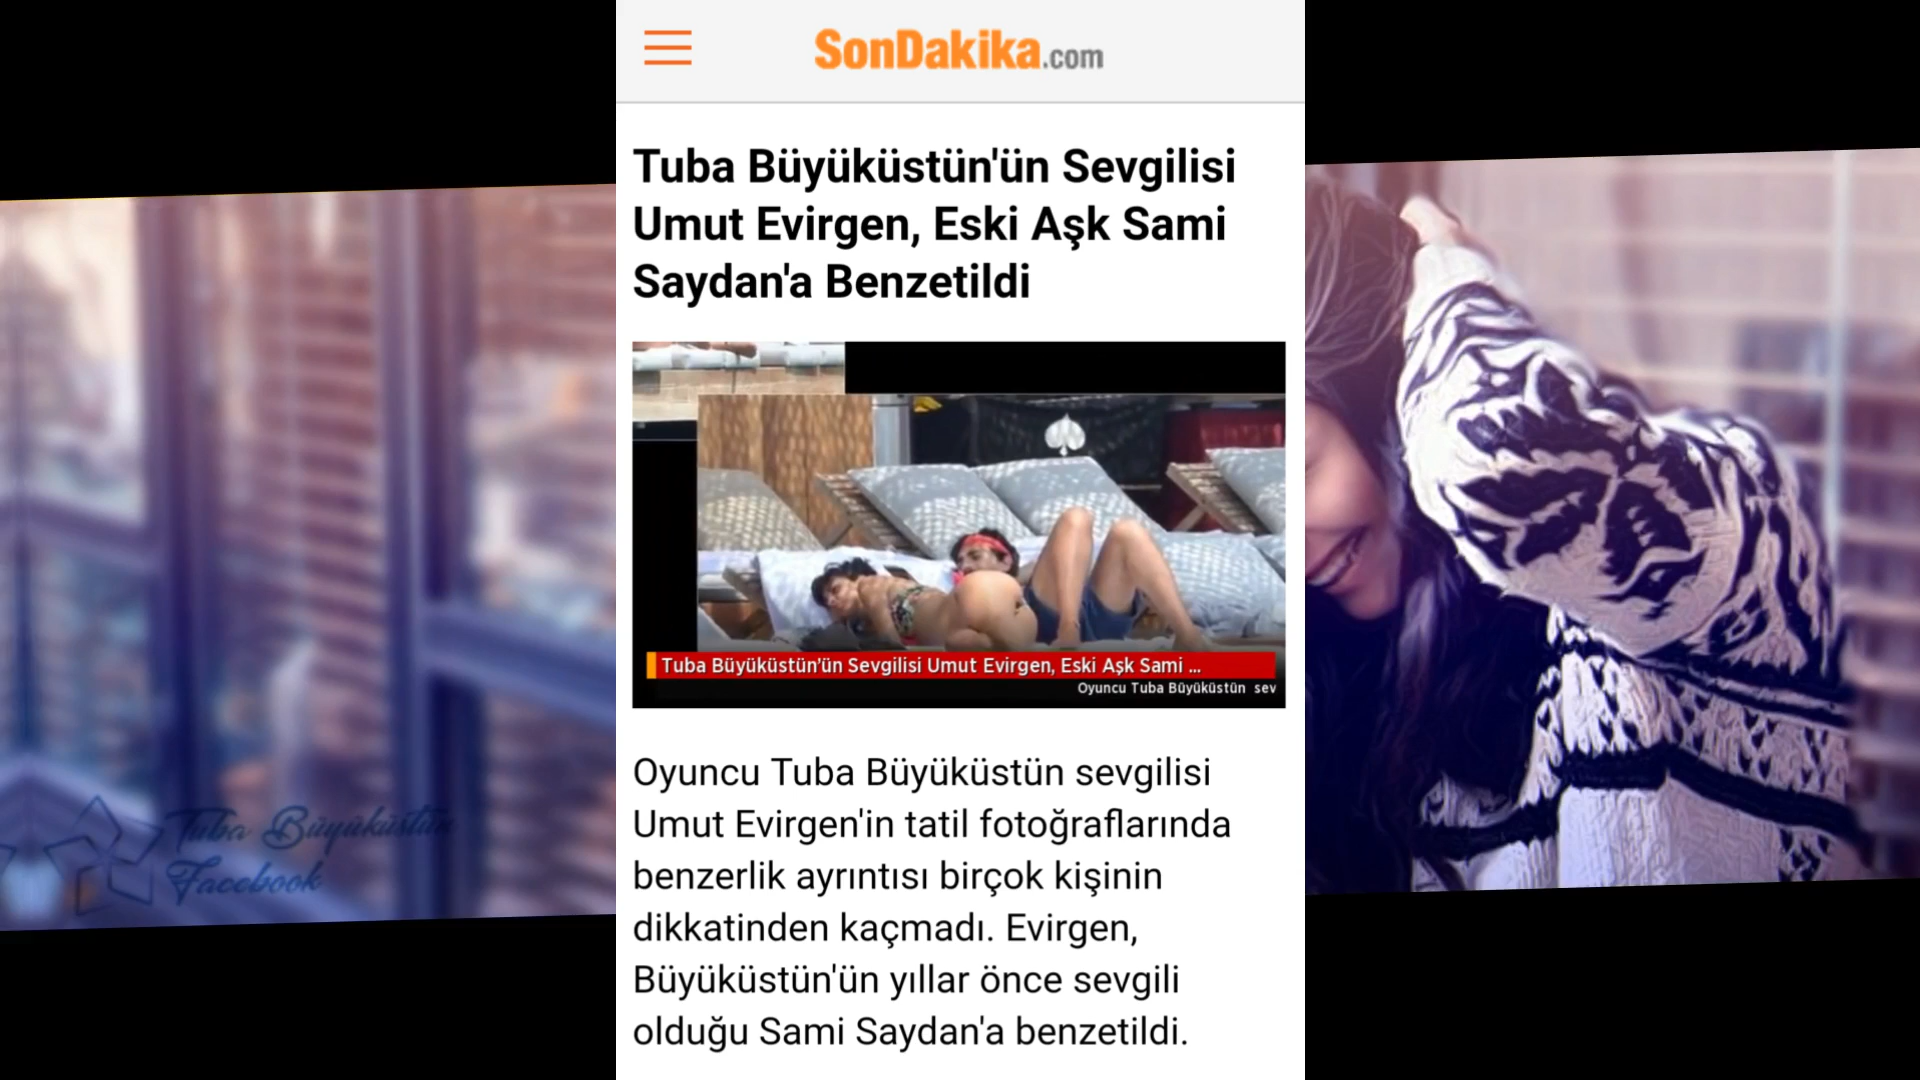 SonDakika.com
Tuba Büyüküstün'ün Sevgilisi
Umut Evirgen, Eski Aşk Sami
Saydan'a Benzetildi
Tuba Büyüküstün'ün Sevgilisi Umut Evirgen, Eski Aşk Sami ...
Oyuncu Tuba Büyüküstün sev
Oyuncu Tuba Büyüküstün sevgilisi
Umut Evirgen'in tatil fotoğraflarında
benzerlik ayrıntısı birçok kişinin
dikkatinden kaçmadı. Evirgen,
Büyüküstün'ün yıllar önce sevgili
olduğu Sami Saydan'a benzetildi.
Tuba Büyüküstün
Facebook